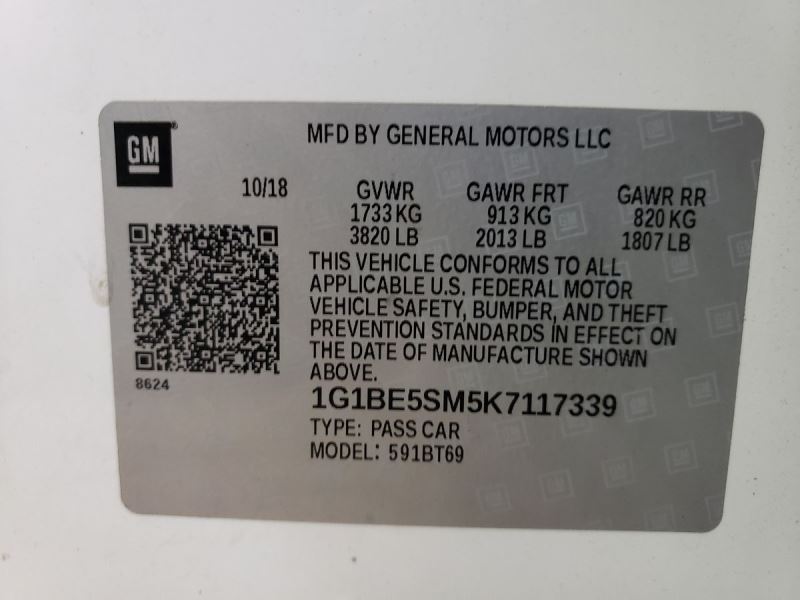 GM
MFD BY GENERAL MOTORS LLC
10/18
GVWR GAWR FRT GAWR RR
1733 KG 913 KG 820 KG
3820 LB 2013 LB 1807 LB
THIS VEHICLE CONFORMS TO ALL
APPLICABLE U.S. FEDERAL MOTOR
VEHICLE SAFETY, BUMPER, AND THEFT
PREVENTION STANDARDS IN EFFECT ON
THE DATE OF MANUFACTURE SHOWN
ABOVE.
8624
1G1BE5SM5K7117339
TYPE: PASS CAR
MODEL: 591BT69